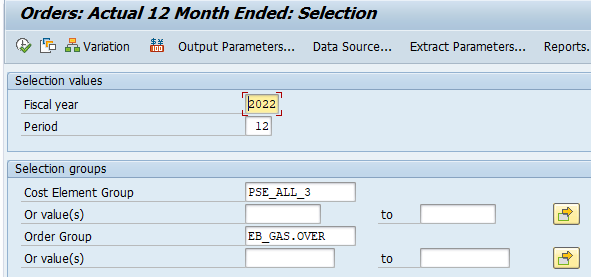 Orders: Actual 12 Month Ended: Selection
Variation Output Parameters... Data Source... Extract Parameters... Reports.
Selection values
Fiscal year 2022
Period 12
Selection groups
Cost Element Group PSE_ALL_3
Or value(s) to
Order Group EB_GAS.OVER
Or value(s) to